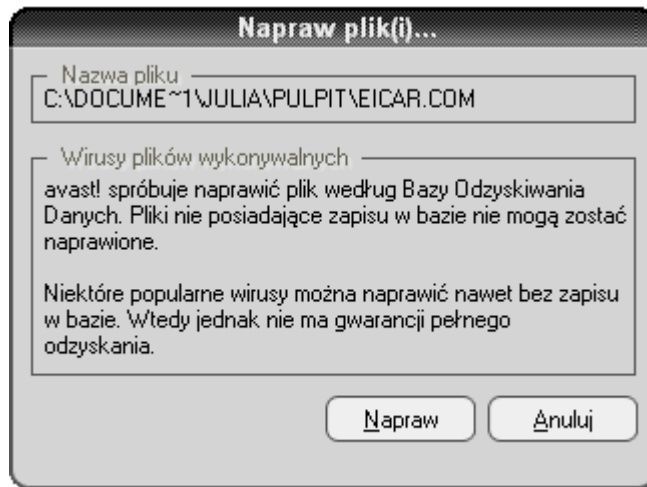 Napraw plik(i)...
Nazwa pliku
C:\DOCUME~1\JULIA\PULPIT\EICAR.COM
Wirusy plików wykonywalnych
avast! spróbuje naprawić plik według Bazy Odzyskiwania
Danych. Pliki nie posiadające zapisu w bazie nie mogą zostać
naprawione.
Niektóre popularne wirusy można naprawić nawet bez zapisu
w bazie. Wtedy jednak nie ma gwarancji pełnego
odzyskania.
Napraw Anuluj